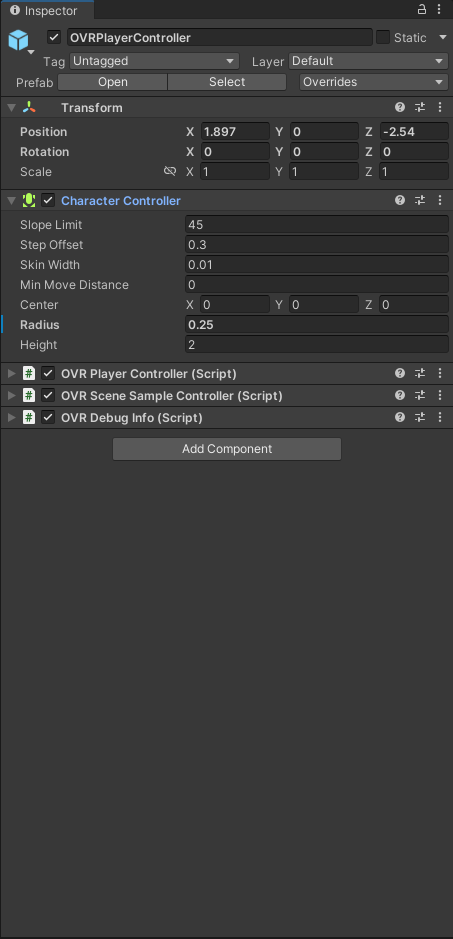 Inspector
OVRPlayerController Static
Tag Untagged Layer Default
Prefab Open Select Overrides
Transform
Position X 1.897 Y 0 Z -2.54
Rotation X 0 Y 0 Z 0
Scale X 1 Y 1 Z 1
Character Controller
Slope Limit 45
Step Offset 0.3
Skin Width 0.01
Min Move Distance 0
Center X 0 Y 0 Z 0
Radius 0.25
Height 2
# OVR Player Controller (Script)
# OVR Scene Sample Controller (Script)
# OVR Debug Info (Script)
Add Component